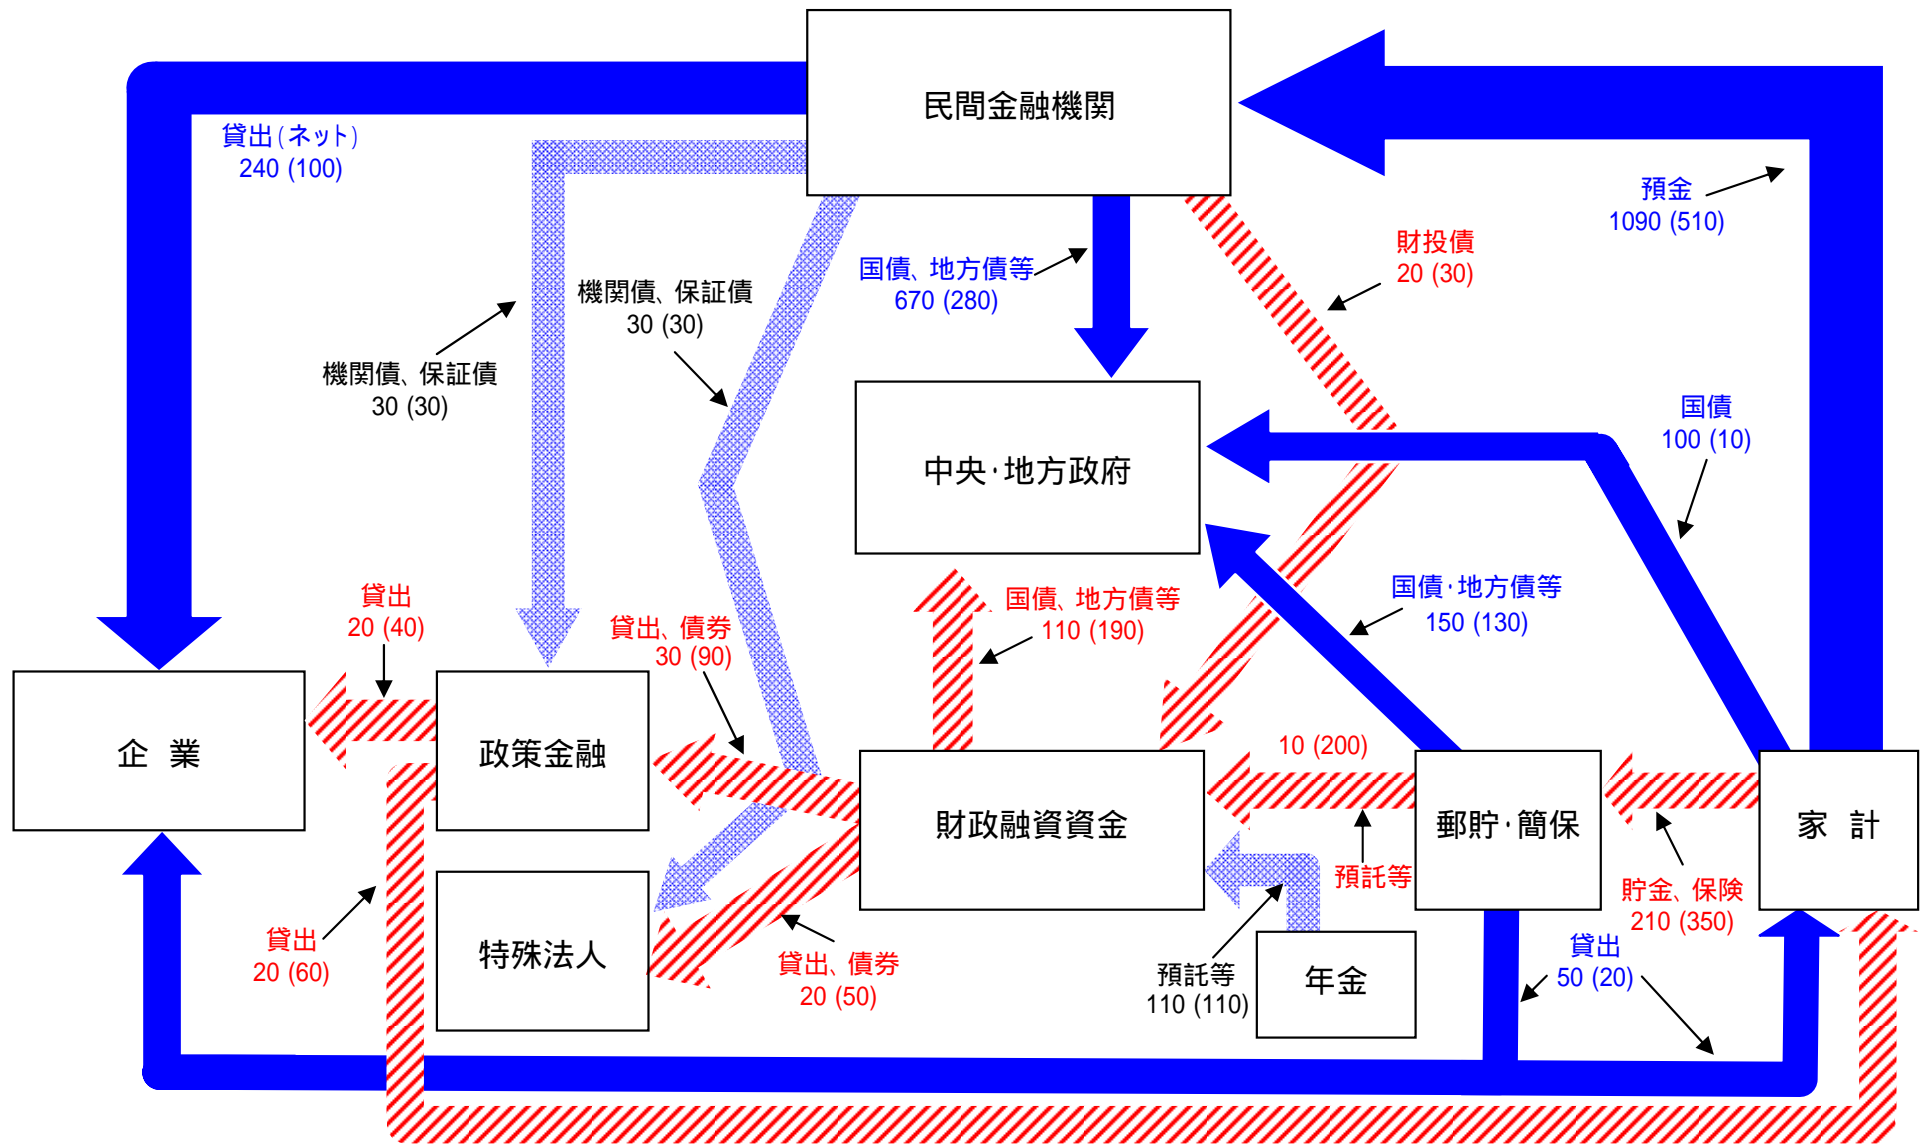 民間金融機関
貸出(ネット)
240 (100)
預金
1090 (510)
財投債
20 (30)
国債、地方債等
670 (280)
機関債、保証債
30 (30)
機関債、保証債
30 (30)
国債
100 (10)
中央・地方政府
貸出
20 (40)
貸出、債券
30 (90)
国債、地方債等
110 (190)
国債・地方債等
150 (130)
企 業
政策金融
10 (200)
財政融資資金
郵貯・簡保
家 計
預託等
貯金、保険
210 (350)
貸出
20 (60)
特殊法人
貸出、債券
20 (50)
預託等
110 (110)
年金
貸出
50 (20)